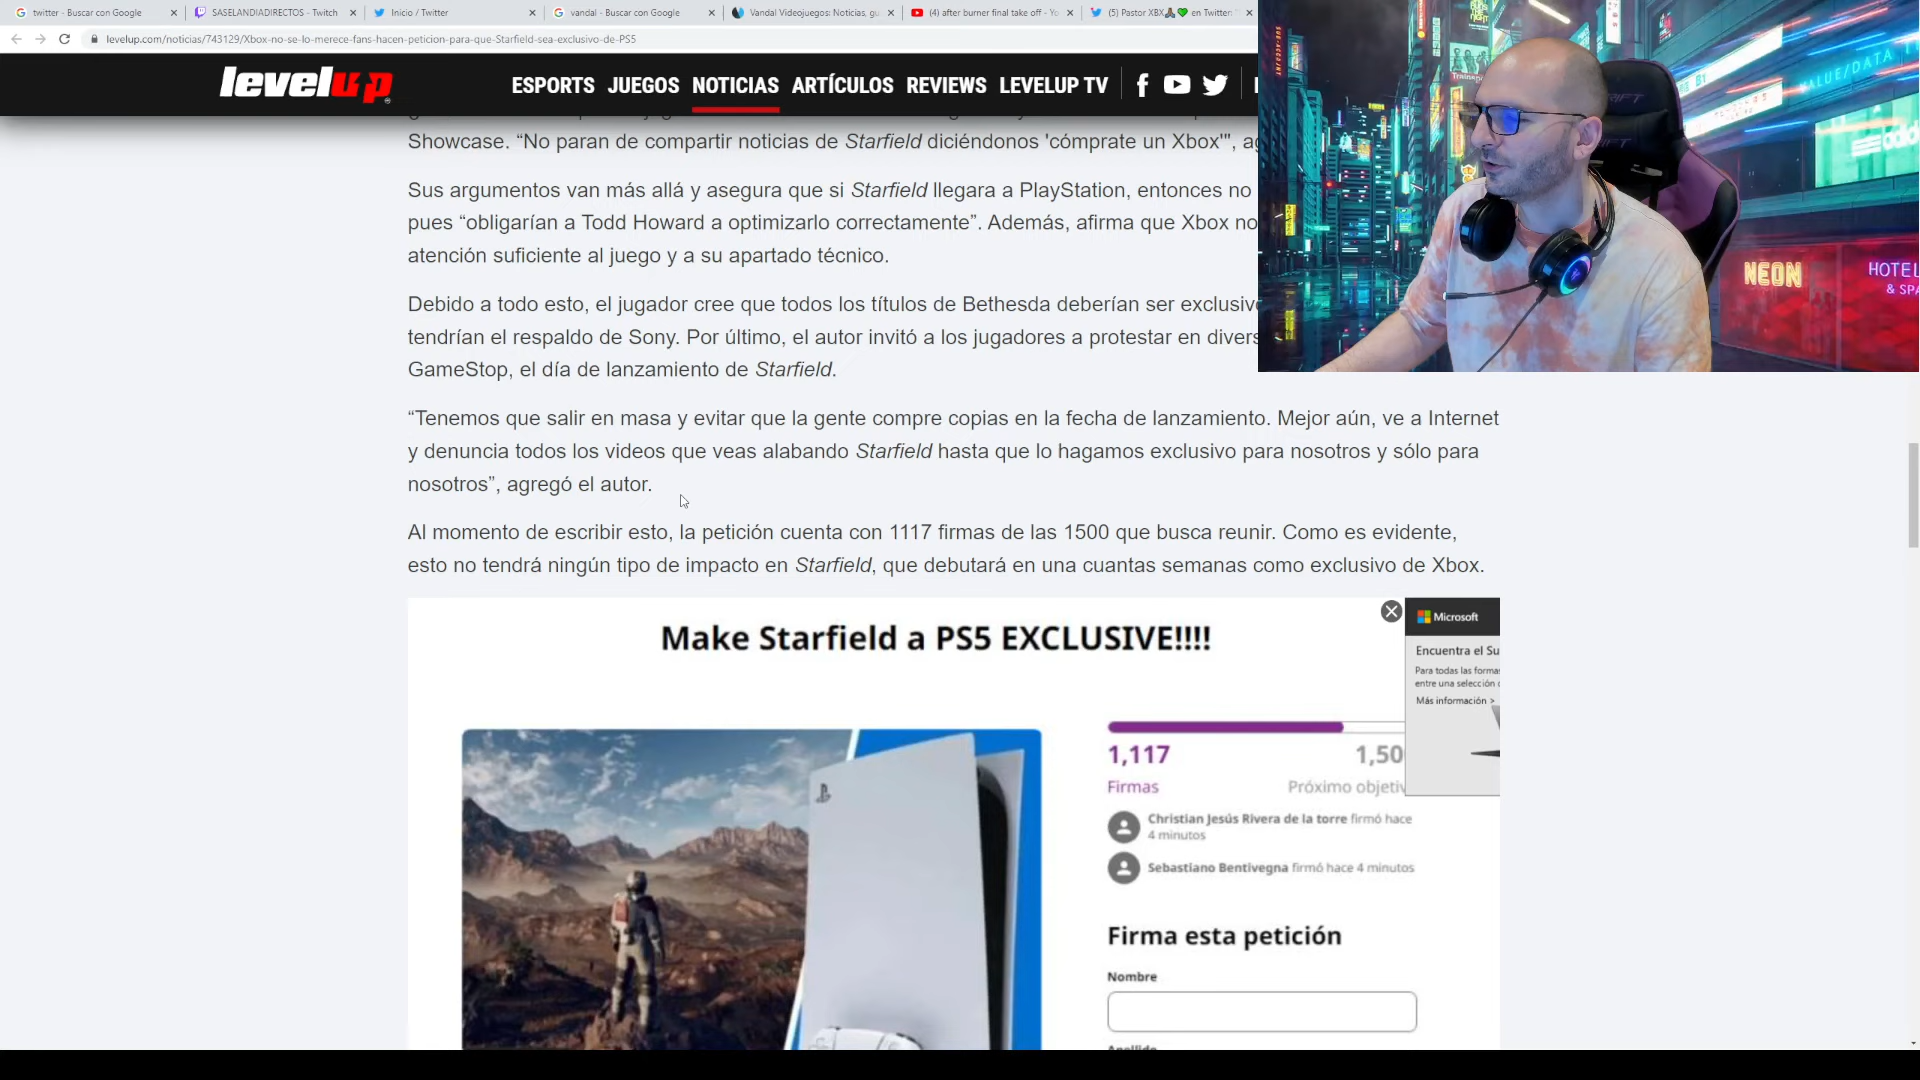 twitter - Buscar con Google
SASELANDIADIRECTOS - Twitch
Inicio / Twitter
vandal - Buscar con Google
Vandal Videojuegos: Noticias, gu
(4) after burner final take off - Yo
(5) Pastor XBX en Twitter:
levelup.com/noticias/743129/Xbox-no-se-lo-merece-fans-hacen-peticion-para-que-Starfield-sea-exclusivo-de-PS5
levelup
ESPORTS JUEGOS NOTICIAS ARTÍCULOS REVIEWS LEVELUP TV
Showcase. “No paran de compartir noticias de Starfield diciéndonos 'cómprate un Xbox'",
Sus argumentos van más allá y asegura que si Starfield llegara a PlayStation, entonces no
pues “obligarían a Todd Howard a optimizarlo correctamente”. Además, afirma que Xbox no
atención suficiente al juego y a su apartado técnico.
Debido a todo esto, el jugador cree que todos los títulos de Bethesda deberían ser exclusiv
tendrían el respaldo de Sony. Por último, el autor invitó a los jugadores a protestar en divers
GameStop, el día de lanzamiento de Starfield.
“Tenemos que salir en masa y evitar que la gente compre copias en la fecha de lanzamiento. Mejor aún, ve a Internet
y denuncia todos los videos que veas alabando Starfield hasta que lo hagamos exclusivo para nosotros y sólo para
nosotros”, agregó el autor.
Al momento de escribir esto, la petición cuenta con 1117 firmas de las 1500 que busca reunir. Como es evidente,
esto no tendrá ningún tipo de impacto en Starfield, que debutará en una cuantas semanas como exclusivo de Xbox.
Make Starfield a PS5 EXCLUSIVE!!!!
Microsoft
Encuentra el Su
Para todas las formas
entre una selección
Más información >
1,117
1,50
Firmas
Próximo objetiv
Christian Jesús Rivera de la torre firmó hace
4 minutos
Sebastiano Bentivegna firmó hace 4 minutos
Firma esta petición
Nombre
NEON
HOTEL
& SPA
VALUE/DATA